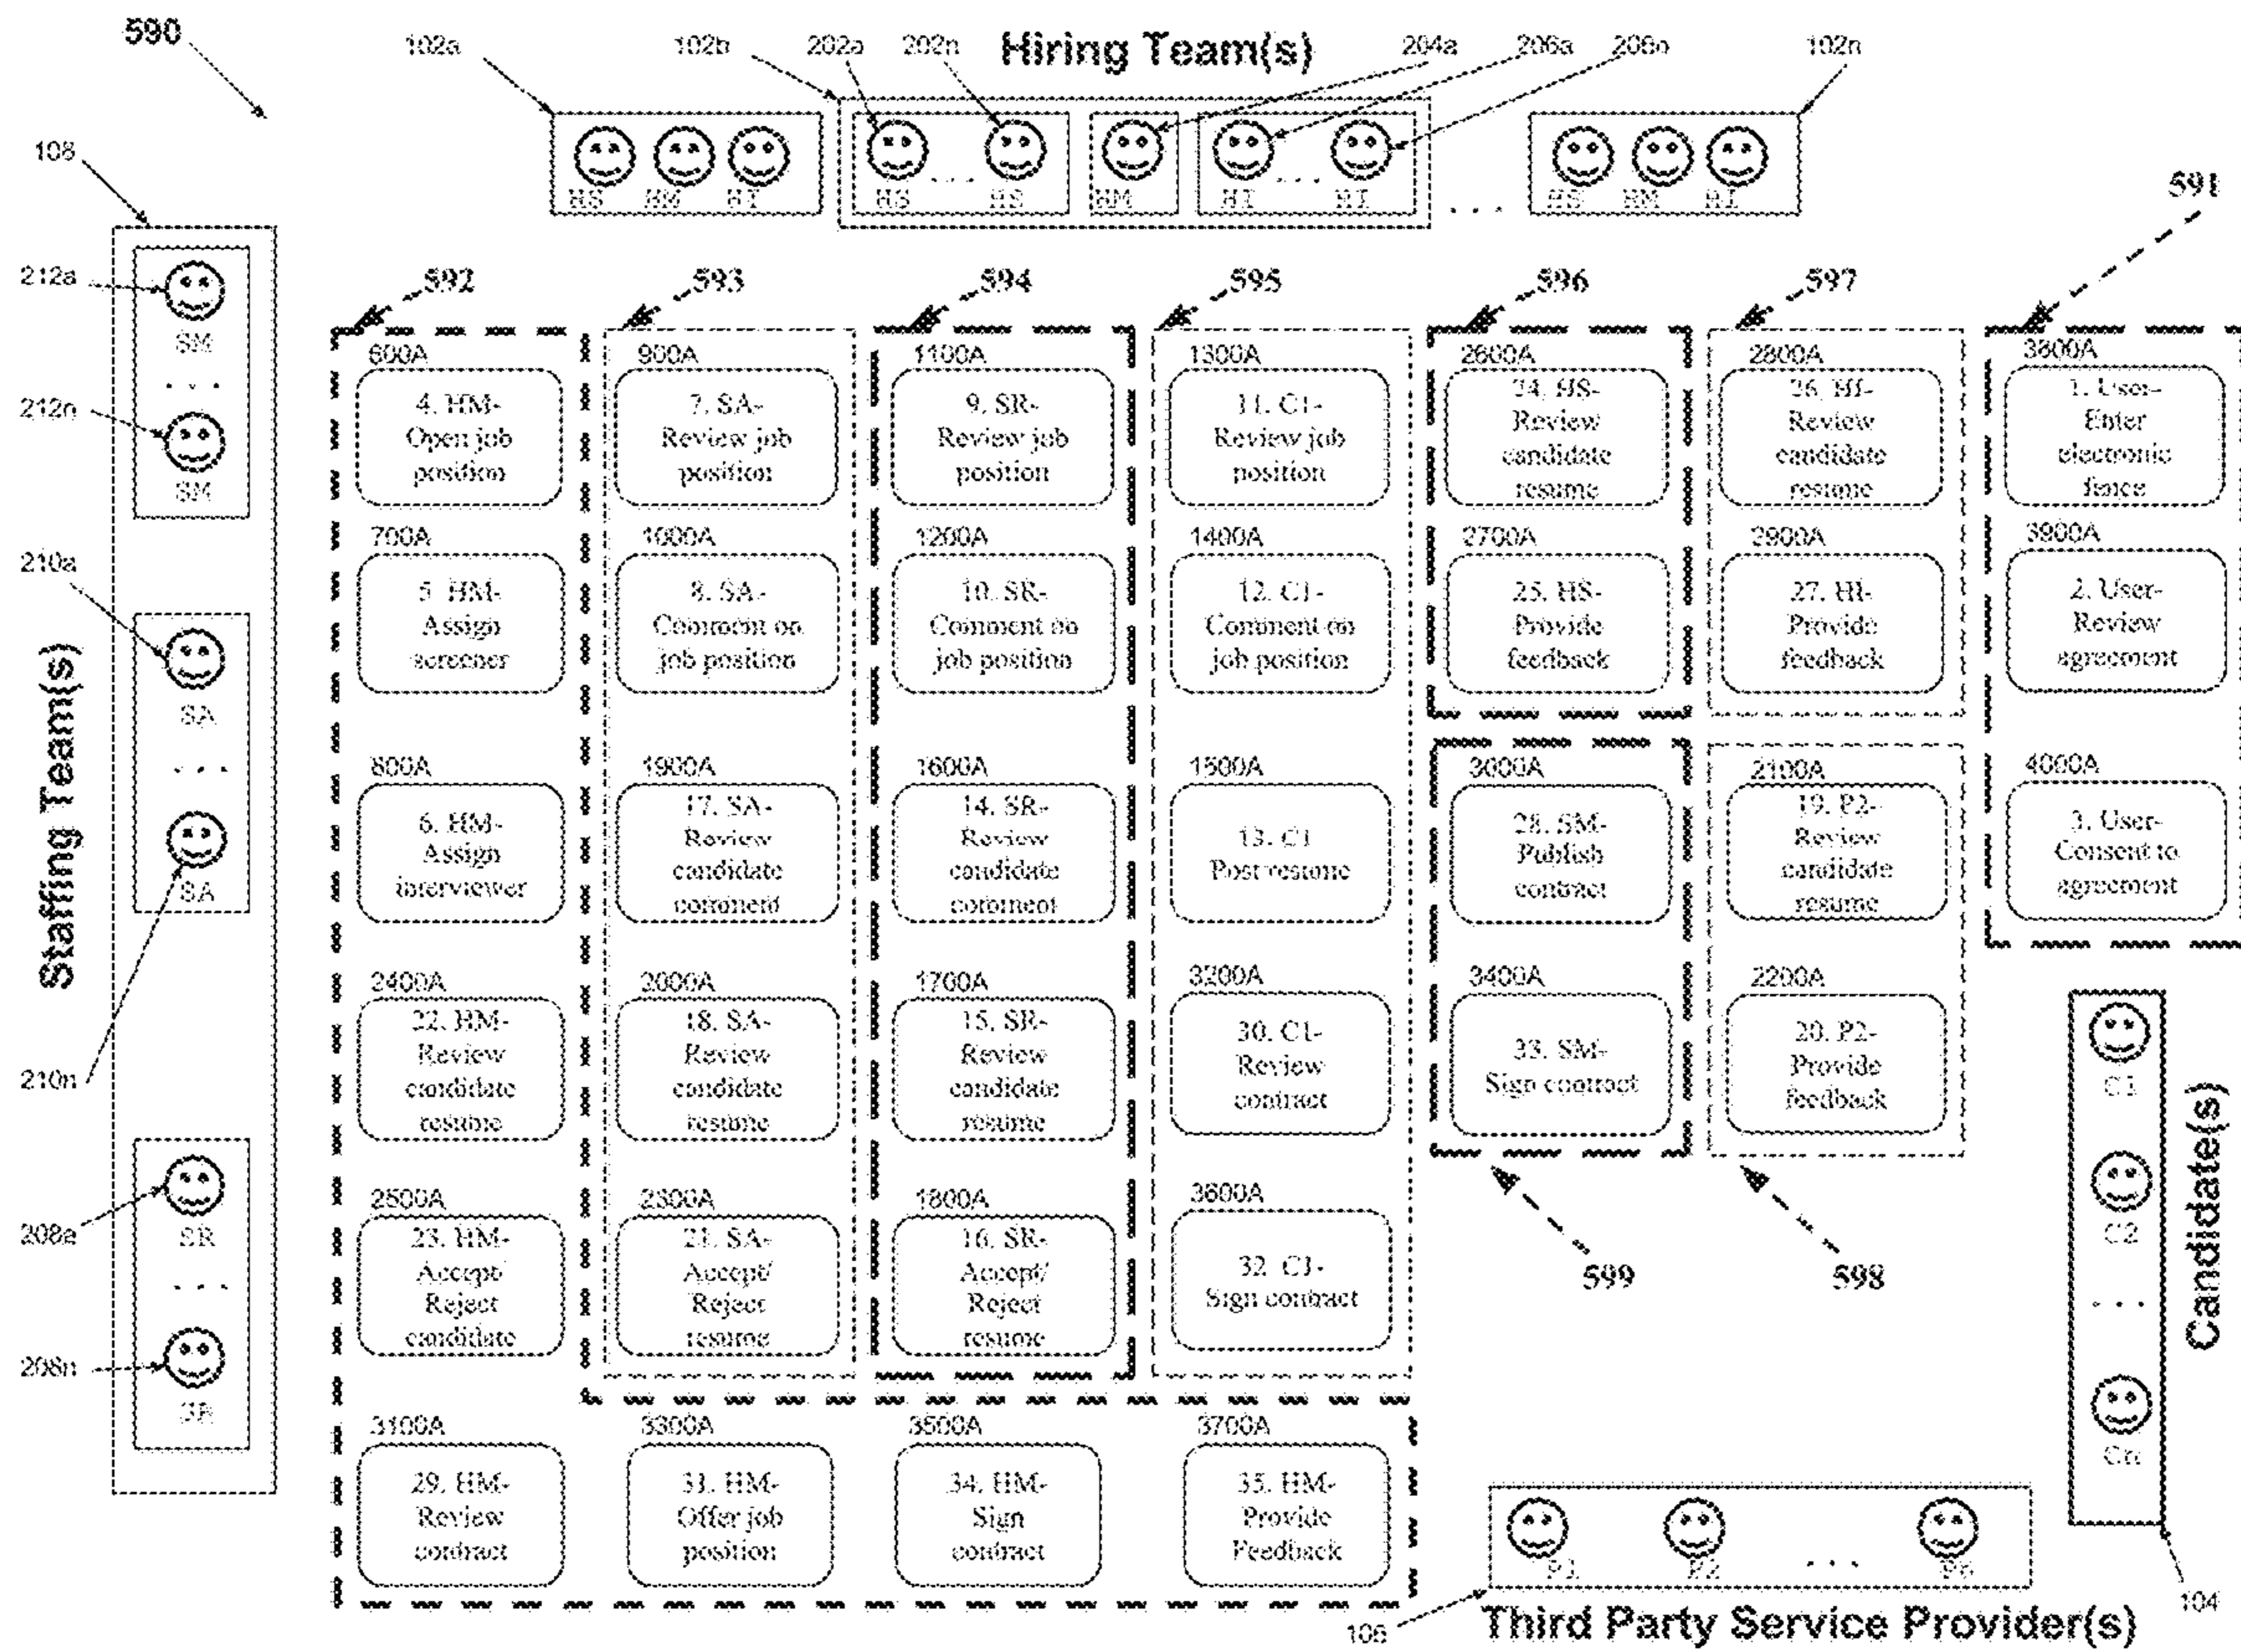 590
102a
102b
202a
202n
Hiring Team(s)
204a
206a
206n
102n
HS HM HI
HS ... HS
HM
HI ... HI
...
HS HM HI
108
212a
SM
...
212n
SM
210a
SA
...
SA
210n
208a
SR
...
208n
SR
Staffing Team(s)
592
593
594
595
596
597
591
600A
4. HM-
Open job
position
700A
5. HM-
Assign
screener
800A
6. HM-
Assign
interviewer
2400A
22. HM-
Review
candidate
resume
2500A
23. HM-
Accept/
Reject
candidate
900A
7. SA-
Review job
position
1000A
8. SA-
Comment on
job position
1900A
17. SA-
Review
candidate
comment
2000A
18. SA-
Review
candidate
resume
2300A
21. SA-
Accept/
Reject
resume
1100A
9. SR-
Review job
position
1200A
10. SR-
Comment on
job position
1600A
14. SR-
Review
candidate
comment
1700A
15. SR-
Review
candidate
resume
1800A
16. SR-
Accept/
Reject
resume
1300A
11. C1-
Review job
position
1400A
12. C1-
Comment on
job position
1500A
13. C1
Post resume
3200A
30. C1-
Review
contract
3600A
32. C1-
Sign contract
2600A
24. HS-
Review
candidate
resume
2700A
25. HS-
Provide
feedback
3000A
28. SM-
Publish
contract
3400A
33. SM-
Sign contract
599
2800A
26. HI-
Review
candidate
resume
2900A
27. HI-
Provide
feedback
2100A
19. P2-
Review
candidate
resume
2200A
20. P2-
Provide
feedback
598
3800A
1. User-
Enter
electronic
fence
3900A
2. User-
Review
agreement
4000A
3. User-
Consent to
agreement
3100A
29. HM-
Review
contract
3300A
31. HM-
Offer job
position
3500A
34. HM-
Sign
contract
3700A
35. HM-
Provide
Feedback
C1
C2
...
Cn
Candidate(s)
104
P1 P2 ... Pn
106
Third Party Service Provider(s)